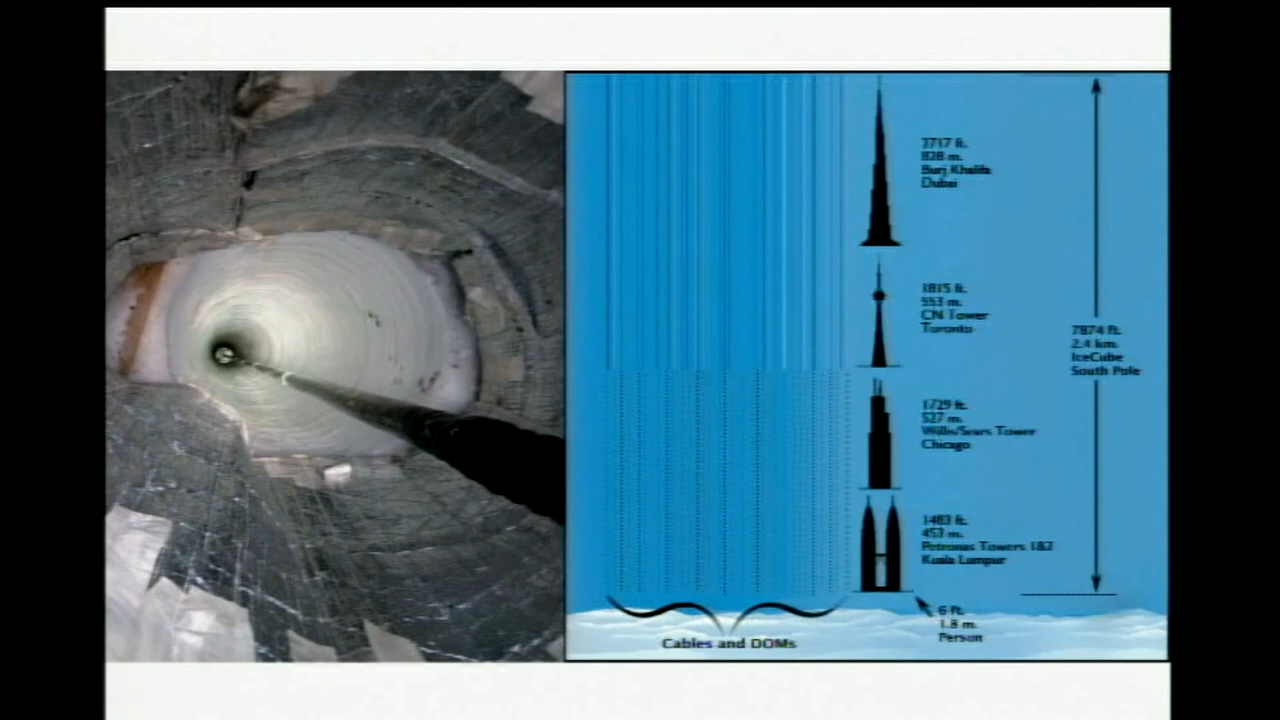 2717 ft.
828 m.
Burj Khalifa
Dubai
1815 ft.
553 m.
CN Tower
Toronto
7874 ft.
2.4 km.
IceCube
South Pole
1729 ft.
527 m.
Willis/Sears Tower
Chicago
1483 ft.
453 m.
Petronas Towers 1&2
Kuala Lumpur
6 ft.
1.8 m.
Person
Cables and DOMs